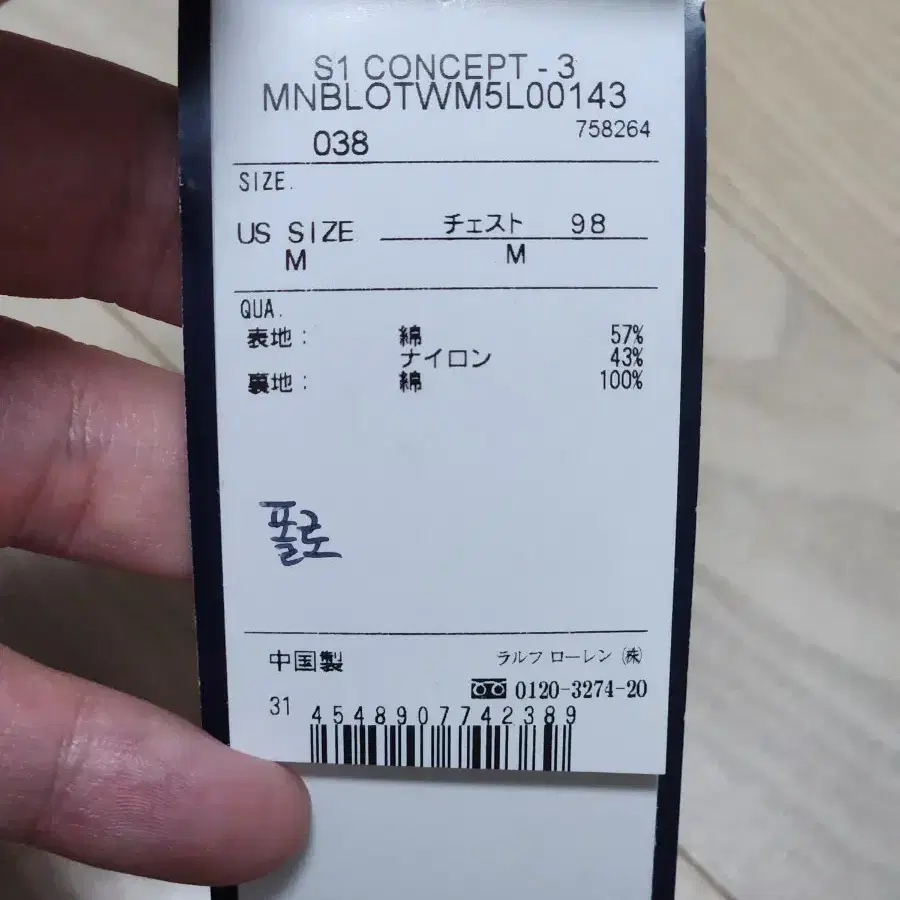 S1 CONCEPT - 3
MNBLOTWM5L00143
038 758264
SIZE.
US SIZE チェスト 98
M M
QUA.
表地: 綿 57%
ナイロン 43%
裏地: 綿 100%
폴로
中国製 ラルフ ローレン ㈱
0120-3274-20
31 4548907742389